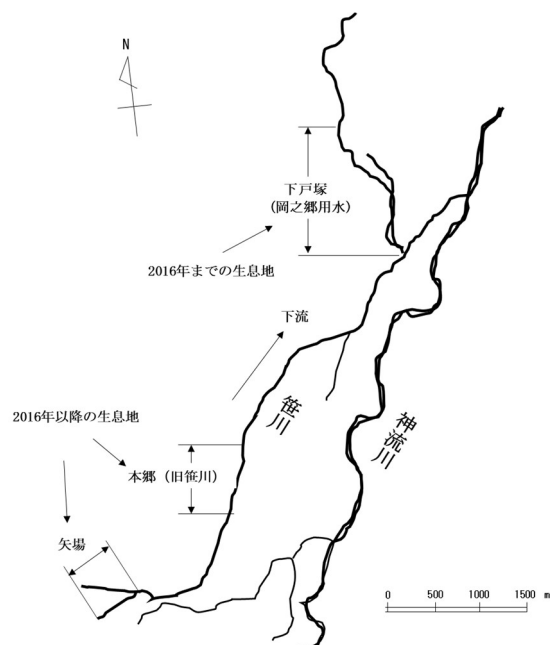 N
下戸塚
(岡之郷用水)
2016年までの生息地
下流
笹川
2016年以降の生息地
神流川
本郷（旧笹川）
矢場
0 500 1000 1500 m